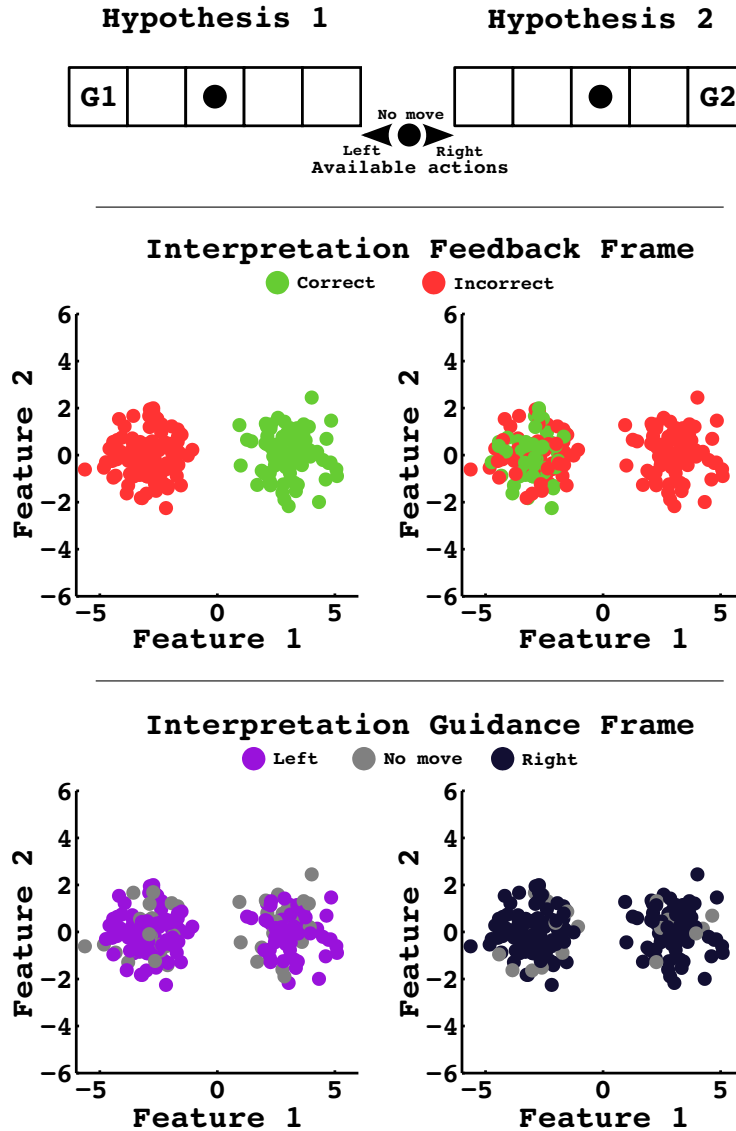 Hypothesis 1 Hypothesis 2
G1 G2
No move
Left Right
Available actions
Interpretation Feedback Frame
Correct Incorrect
6 6
4 4
2 2
0 0
−2 −2
−4 −4
−6 −6
Feature 2 Feature 2
−5 0 5 −5 0 5
Feature 1 Feature 1
Interpretation Guidance Frame
Left No move Right
6 6
4 4
2 2
0 0
−2 −2
−4 −4
−6 −6
Feature 2 Feature 2
−5 0 5 −5 0 5
Feature 1 Feature 1